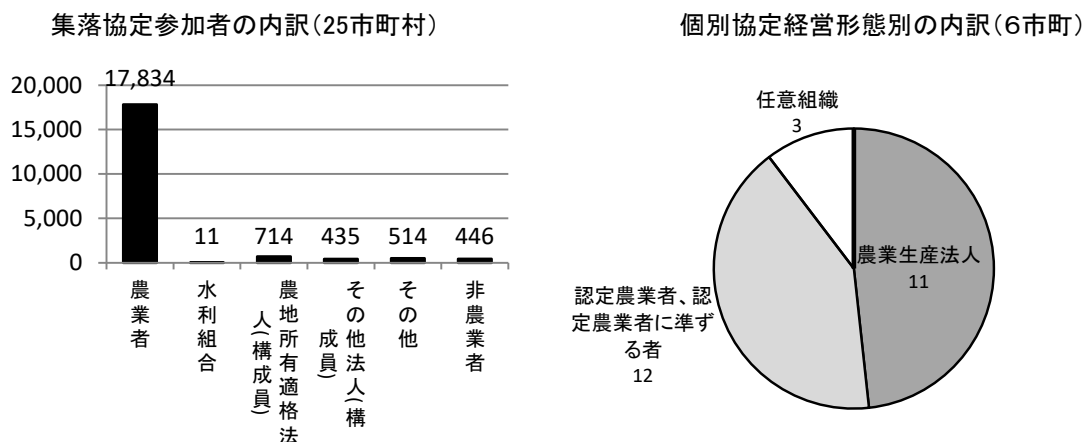 集落協定参加者の内訳(25市町村)
20,000
15,000
10,000
5,000
0
17,834
11
714
435
514
446
農業者
水利組合
農地所有適格法
人(構成員)
その他法人(構
成員)
その他
非農業者
個別協定経営形態別の内訳(6市町)
任意組織
3
農業生産法人
11
認定農業者、認
定農業者に準ず
る者
12